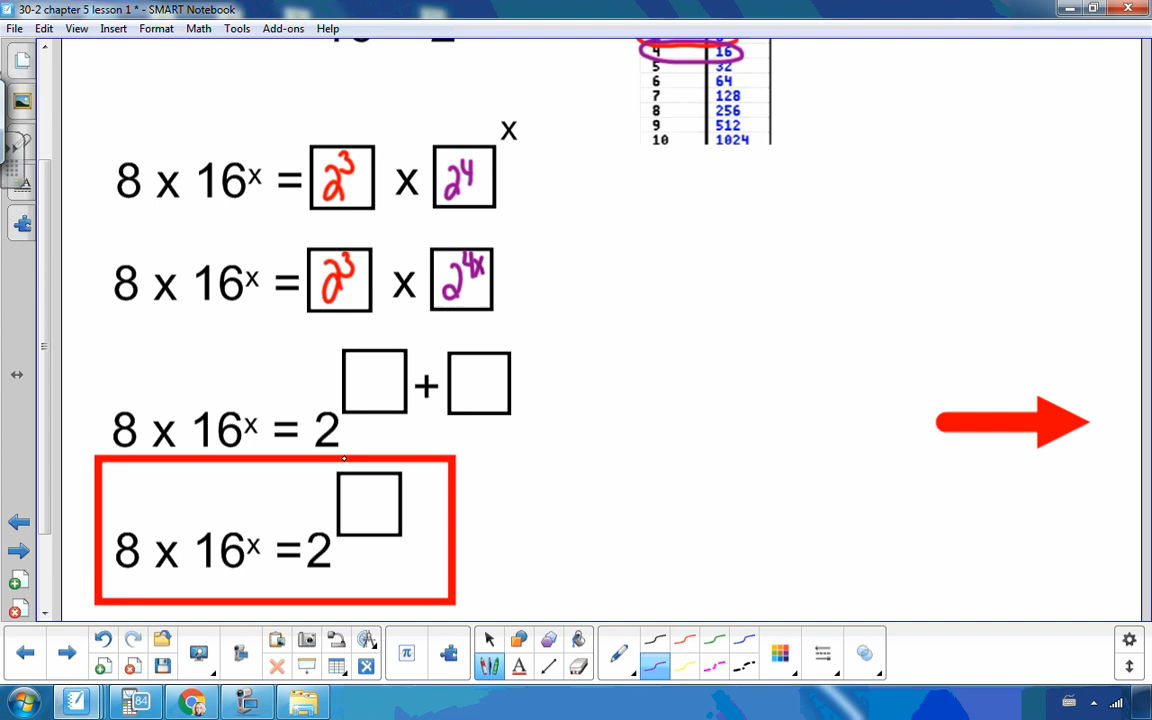 30-2 chapter 5 lesson 1 * - SMART Notebook
File Edit View Insert Format Math Tools Add-ons Help
4 16
5 32
6 64
7 128
8 256
9 512
10 1024
8 x 16ˣ = 2³ x 2⁴ ˣ
8 x 16ˣ = 2³ x 2⁴ˣ
8 x 16ˣ = 2 +
8 x 16ˣ =2
π
A
84